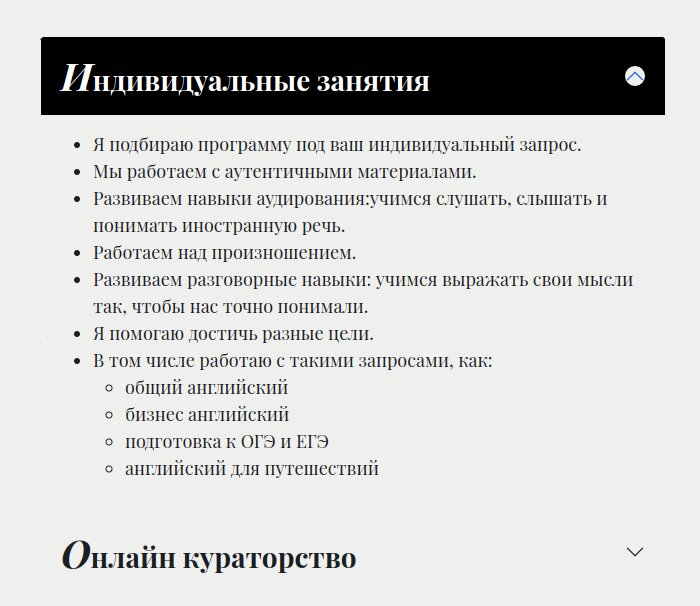 Индивидуальные занятия
Я подбираю программу под ваш индивидуальный запрос.
Мы работаем с аутентичными материалами.
Развиваем навыки аудирования:учимся слушать, слышать и
понимать иностранную речь.
Работаем над произношением.
Развиваем разговорные навыки: учимся выражать свои мысли
так, чтобы нас точно понимали.
Я помогаю достичь разные цели.
В том числе работаю с такими запросами, как:
общий английский
бизнес английский
подготовка к ОГЭ и ЕГЭ
английский для путешествий
Онлайн кураторство